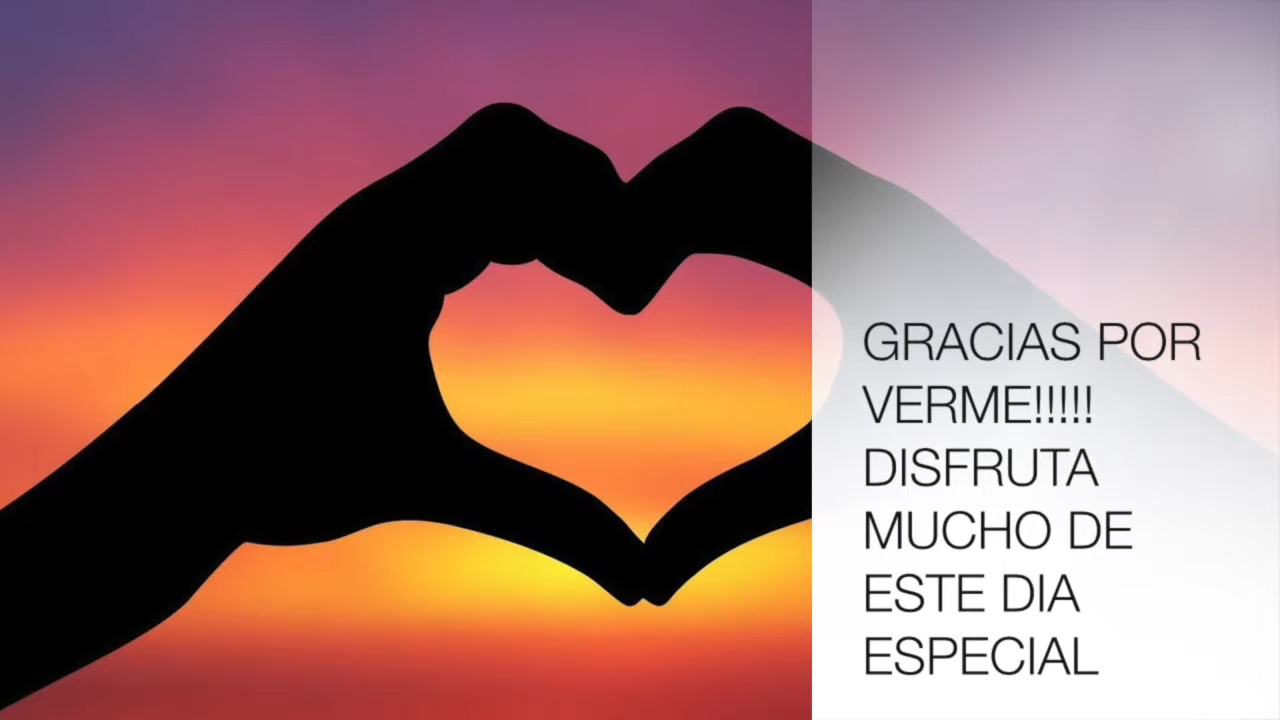 GRACIAS POR
VERME!!!!!
DISFRUTA
MUCHO DE
ESTE DIA
ESPECIAL